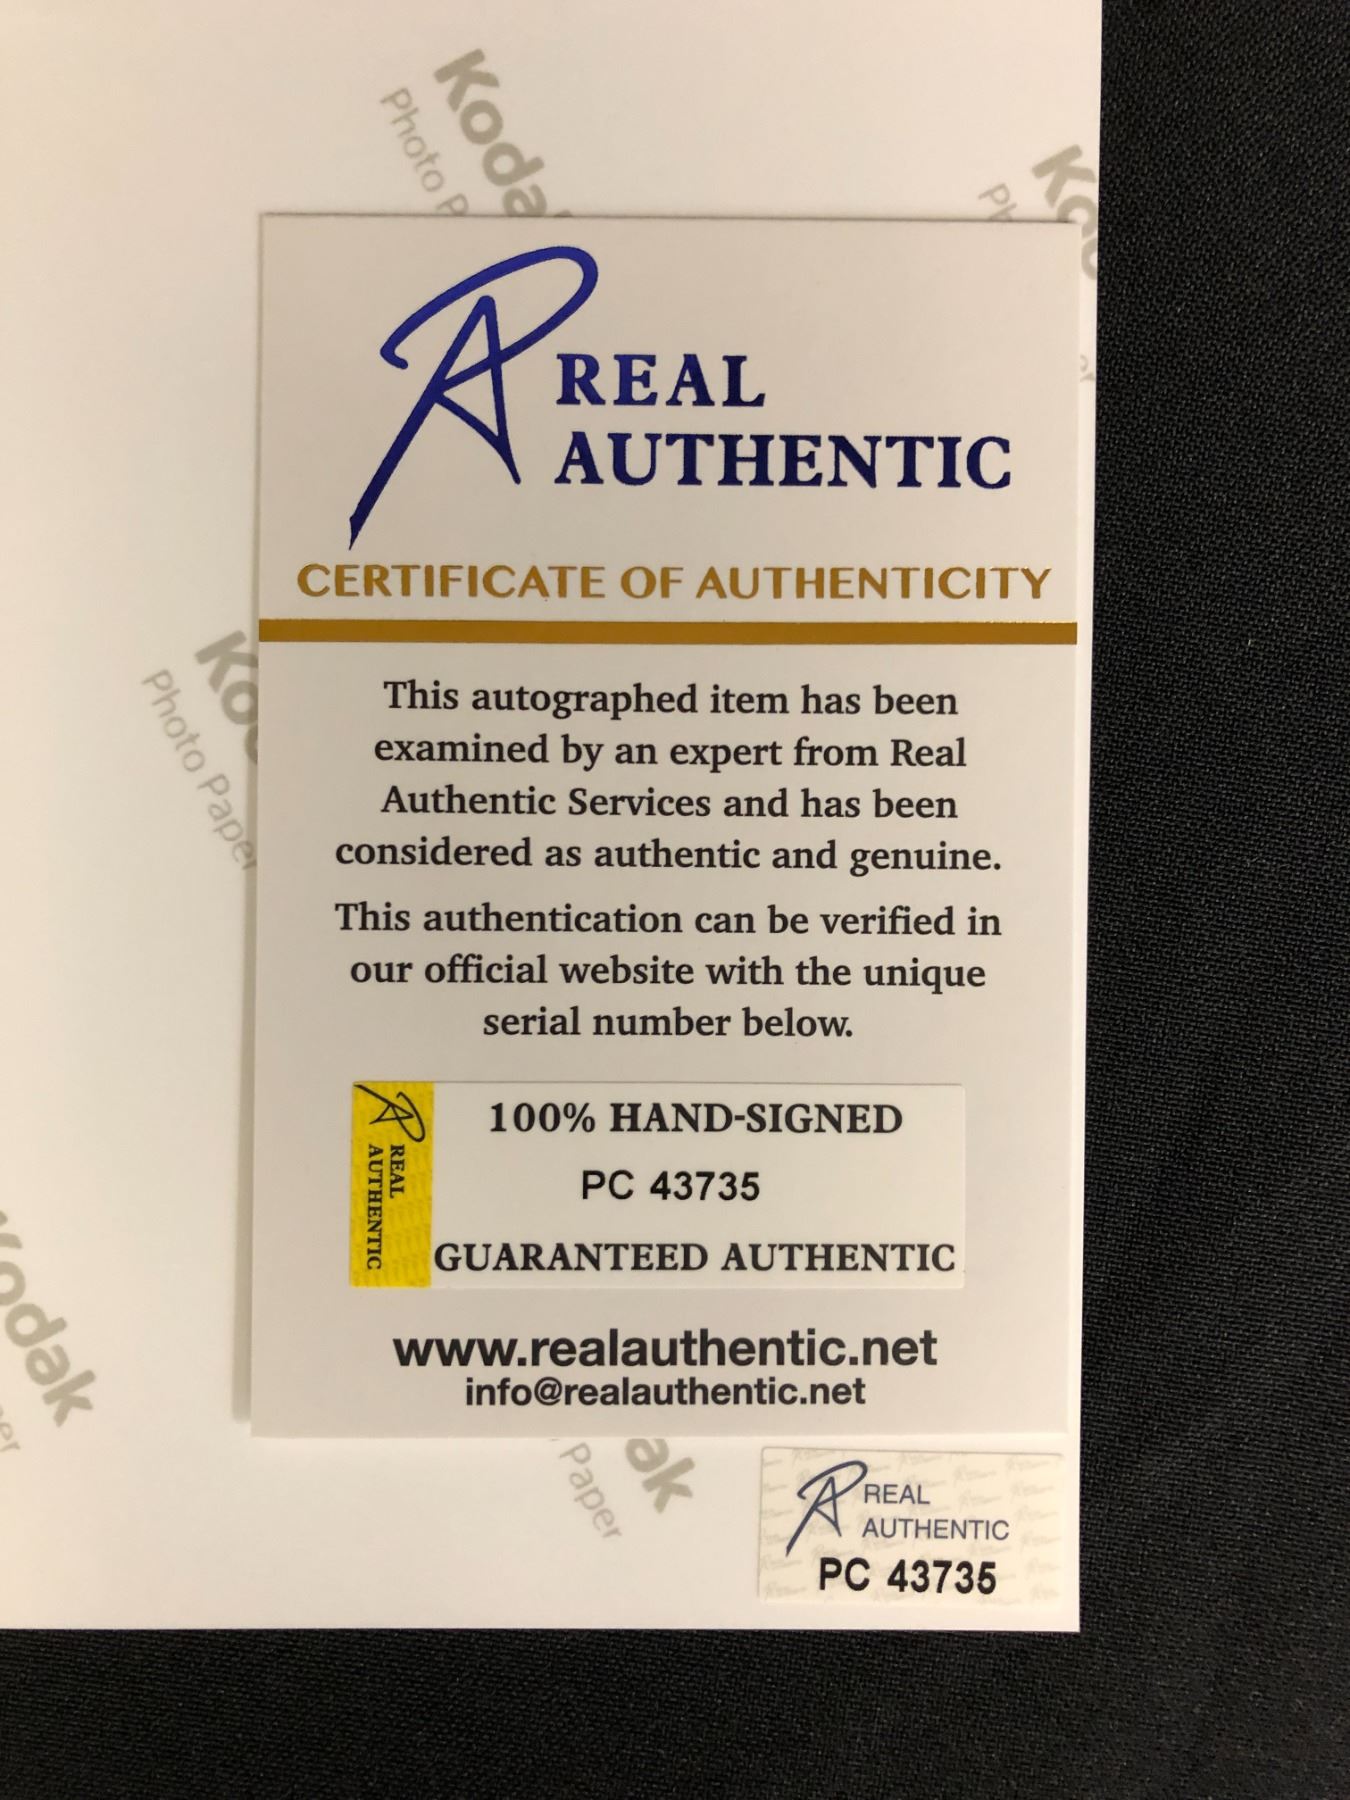 Kodak
Photo P
Ko
Ph
REAL
AUTHENTIC
CERTIFICATE OF AUTHENTICITY
This autographed item has been
examined by an expert from Real
Authentic Services and has been
considered as authentic and genuine.
This authentication can be verified in
our official website with the unique
serial number below.
Photo Paper
REAL
AUTHENTIC
100% HAND-SIGNED
PC 43735
GUARANTEED AUTHENTIC
www.realauthentic.net
info@realauthentic.net
Kodak
ak
Paper
REAL
AUTHENTIC
PC 43735